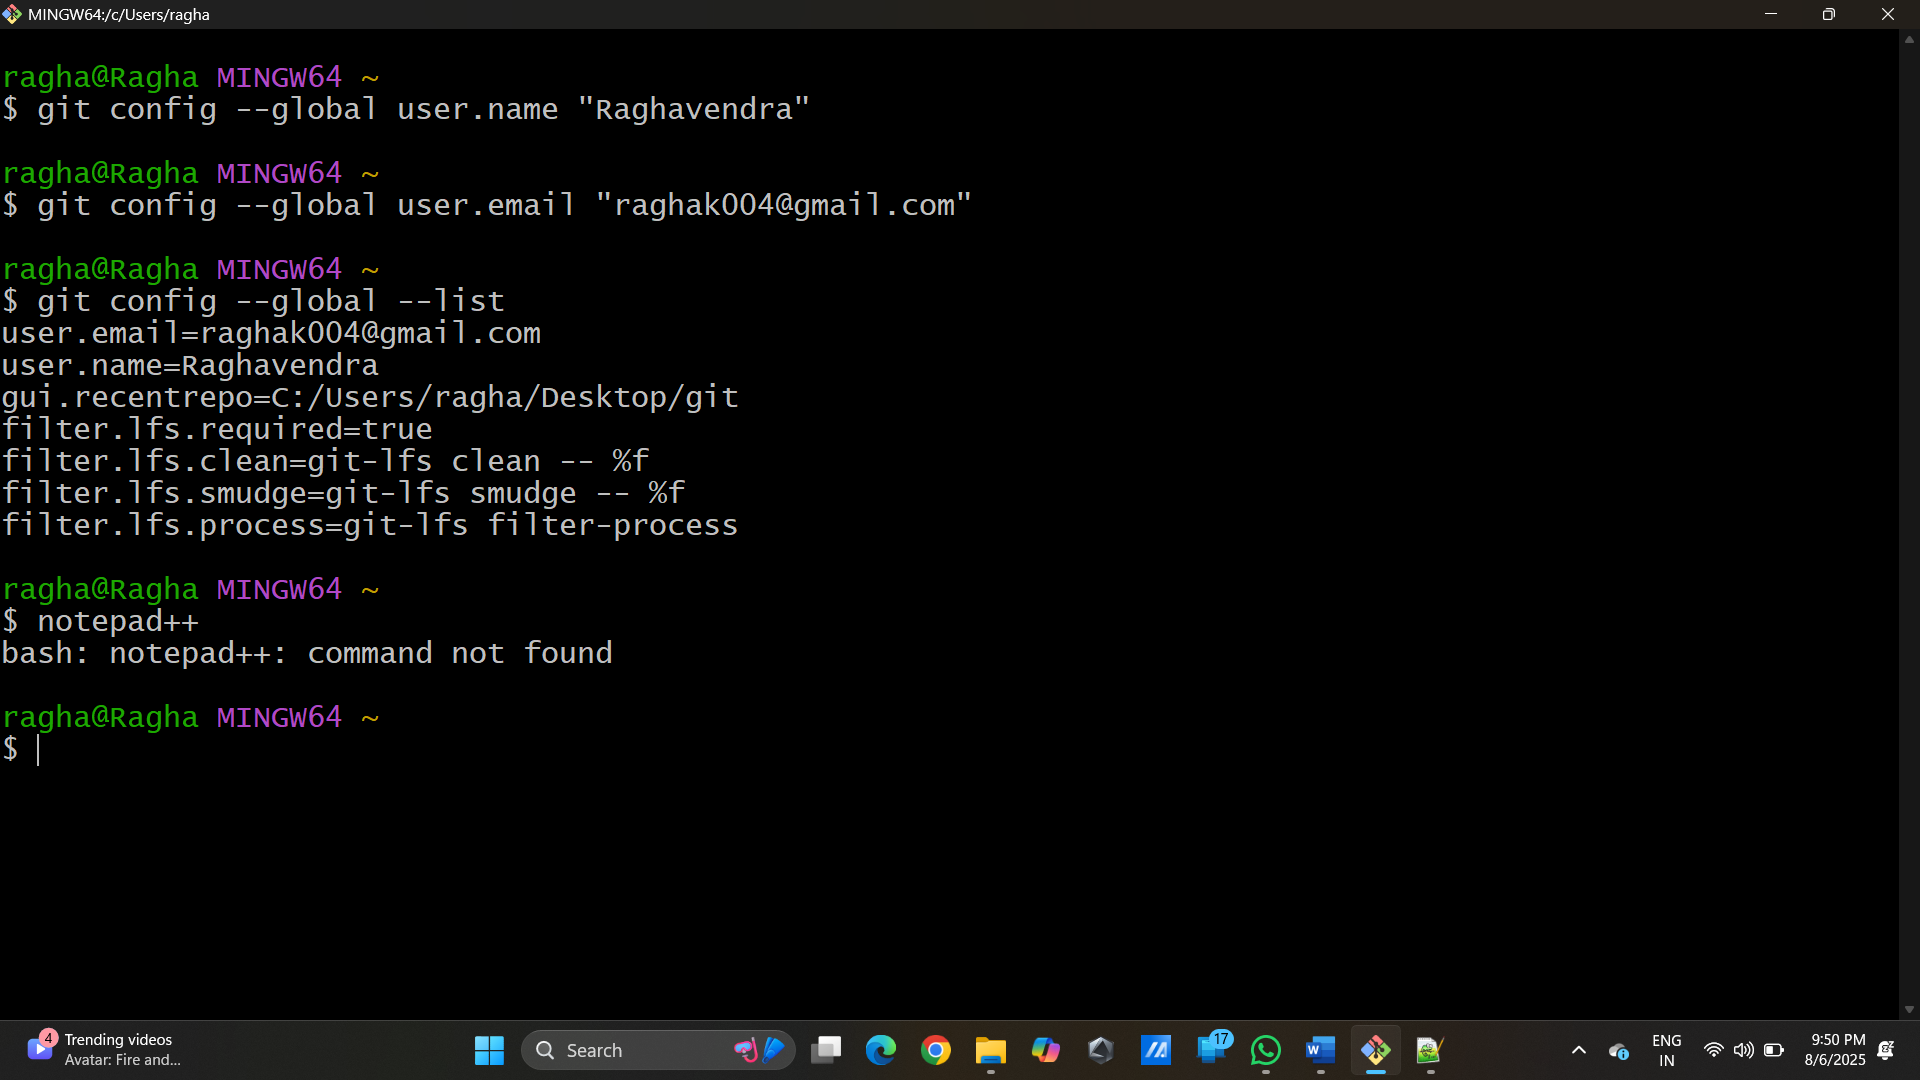 MINGW64:/c/Users/ragha
ragha@Ragha MINGW64 ~
$ git config --global user.name "Raghavendra"
ragha@Ragha MINGW64 ~
$ git config --global user.email "raghak004@gmail.com"
ragha@Ragha MINGW64 ~
$ git config --global --list
user.email=raghak004@gmail.com
user.name=Raghavendra
gui.recentrepo=C:/Users/ragha/Desktop/git
filter.lfs.required=true
filter.lfs.clean=git-lfs clean -- %f
filter.lfs.smudge=git-lfs smudge -- %f
filter.lfs.process=git-lfs filter-process
ragha@Ragha MINGW64 ~
$ notepad++
bash: notepad++: command not found
ragha@Ragha MINGW64 ~
$
4
Trending videos
Avatar: Fire and...
Search
17
W
ENG
IN
9:50 PM
8/6/2025